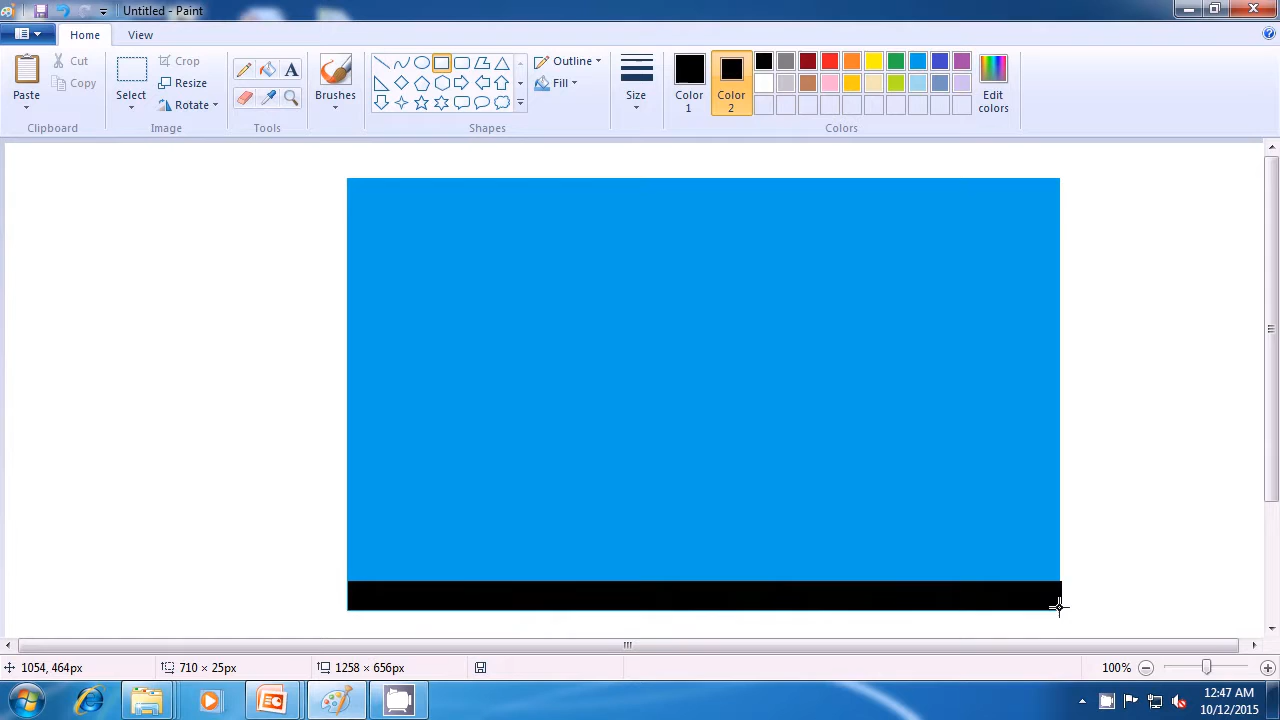 Untitled - Paint
Home View
Paste
Cut
Copy
Clipboard
Select
Crop
Resize
Rotate
Image
A
Tools
Brushes
Shapes
Outline
Fill
Size
Color 1
Color 2
Edit colors
Colors
1054, 464px 710 × 25px 1258 × 656px 100%
12:47 AM
10/12/2015